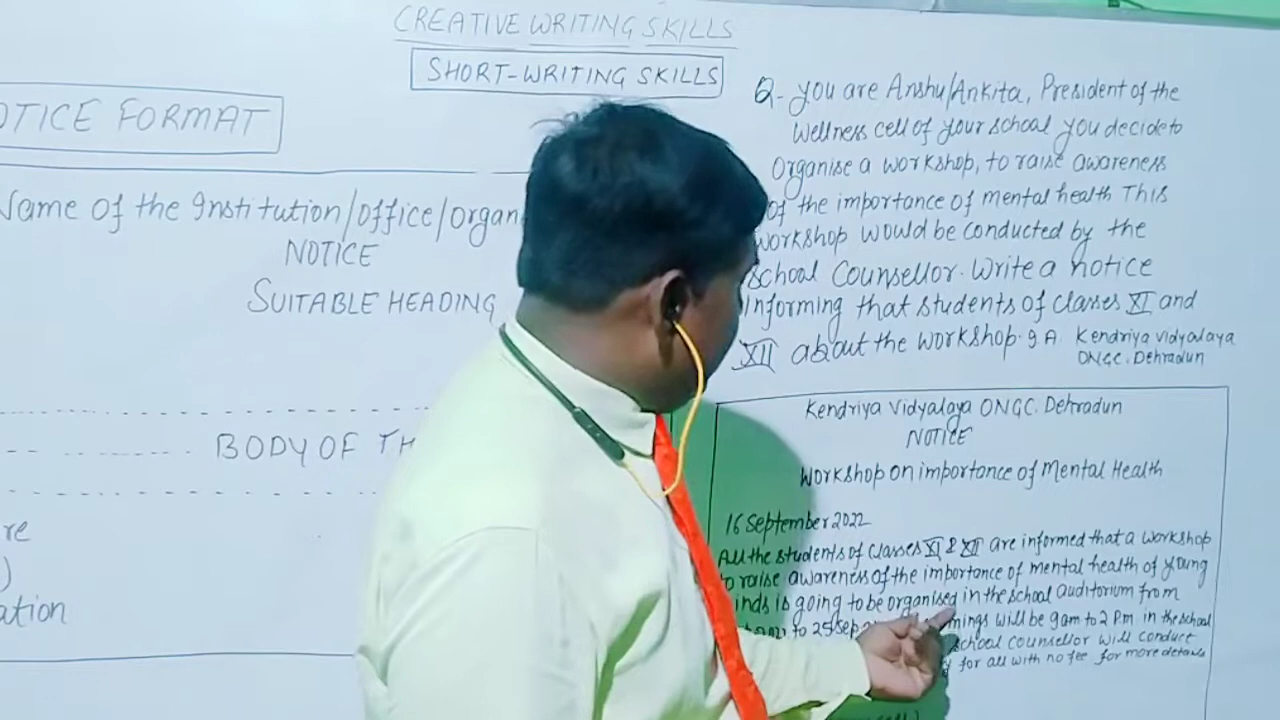 CREATIVE WRITING SKILLS
SHORT-WRITING SKILLS
OTICE FORMAT
Name of the Institution/office/organ
NOTICE
SUITABLE HEADING
BODY OF TH
re
)
ation
Q- You are Anshu/Ankita, President of the
Wellness cell of your school you decide to
Organise a workshop, to raise awareness
of the importance of mental health This
workshop would be conducted by the
School Counsellor. Write a notice
informing that students of classes XI and
XII about the workshop. Kendriya Vidyalaya
ONGC. Dehradun
Kendriya Vidyalaya ONGC. Dehradun
NOTICE
Workshop on importance of Mental Health
16 September 2022
All the students of classes XI & XII are informed that a workshop
to raise awareness of the importance of mental health of young
inds is going to be organised in the school Auditorium from
to 25 Sep mings will be 9am to 2 P.m. in the school
school counsellor will conduct
for all with no fee for more details